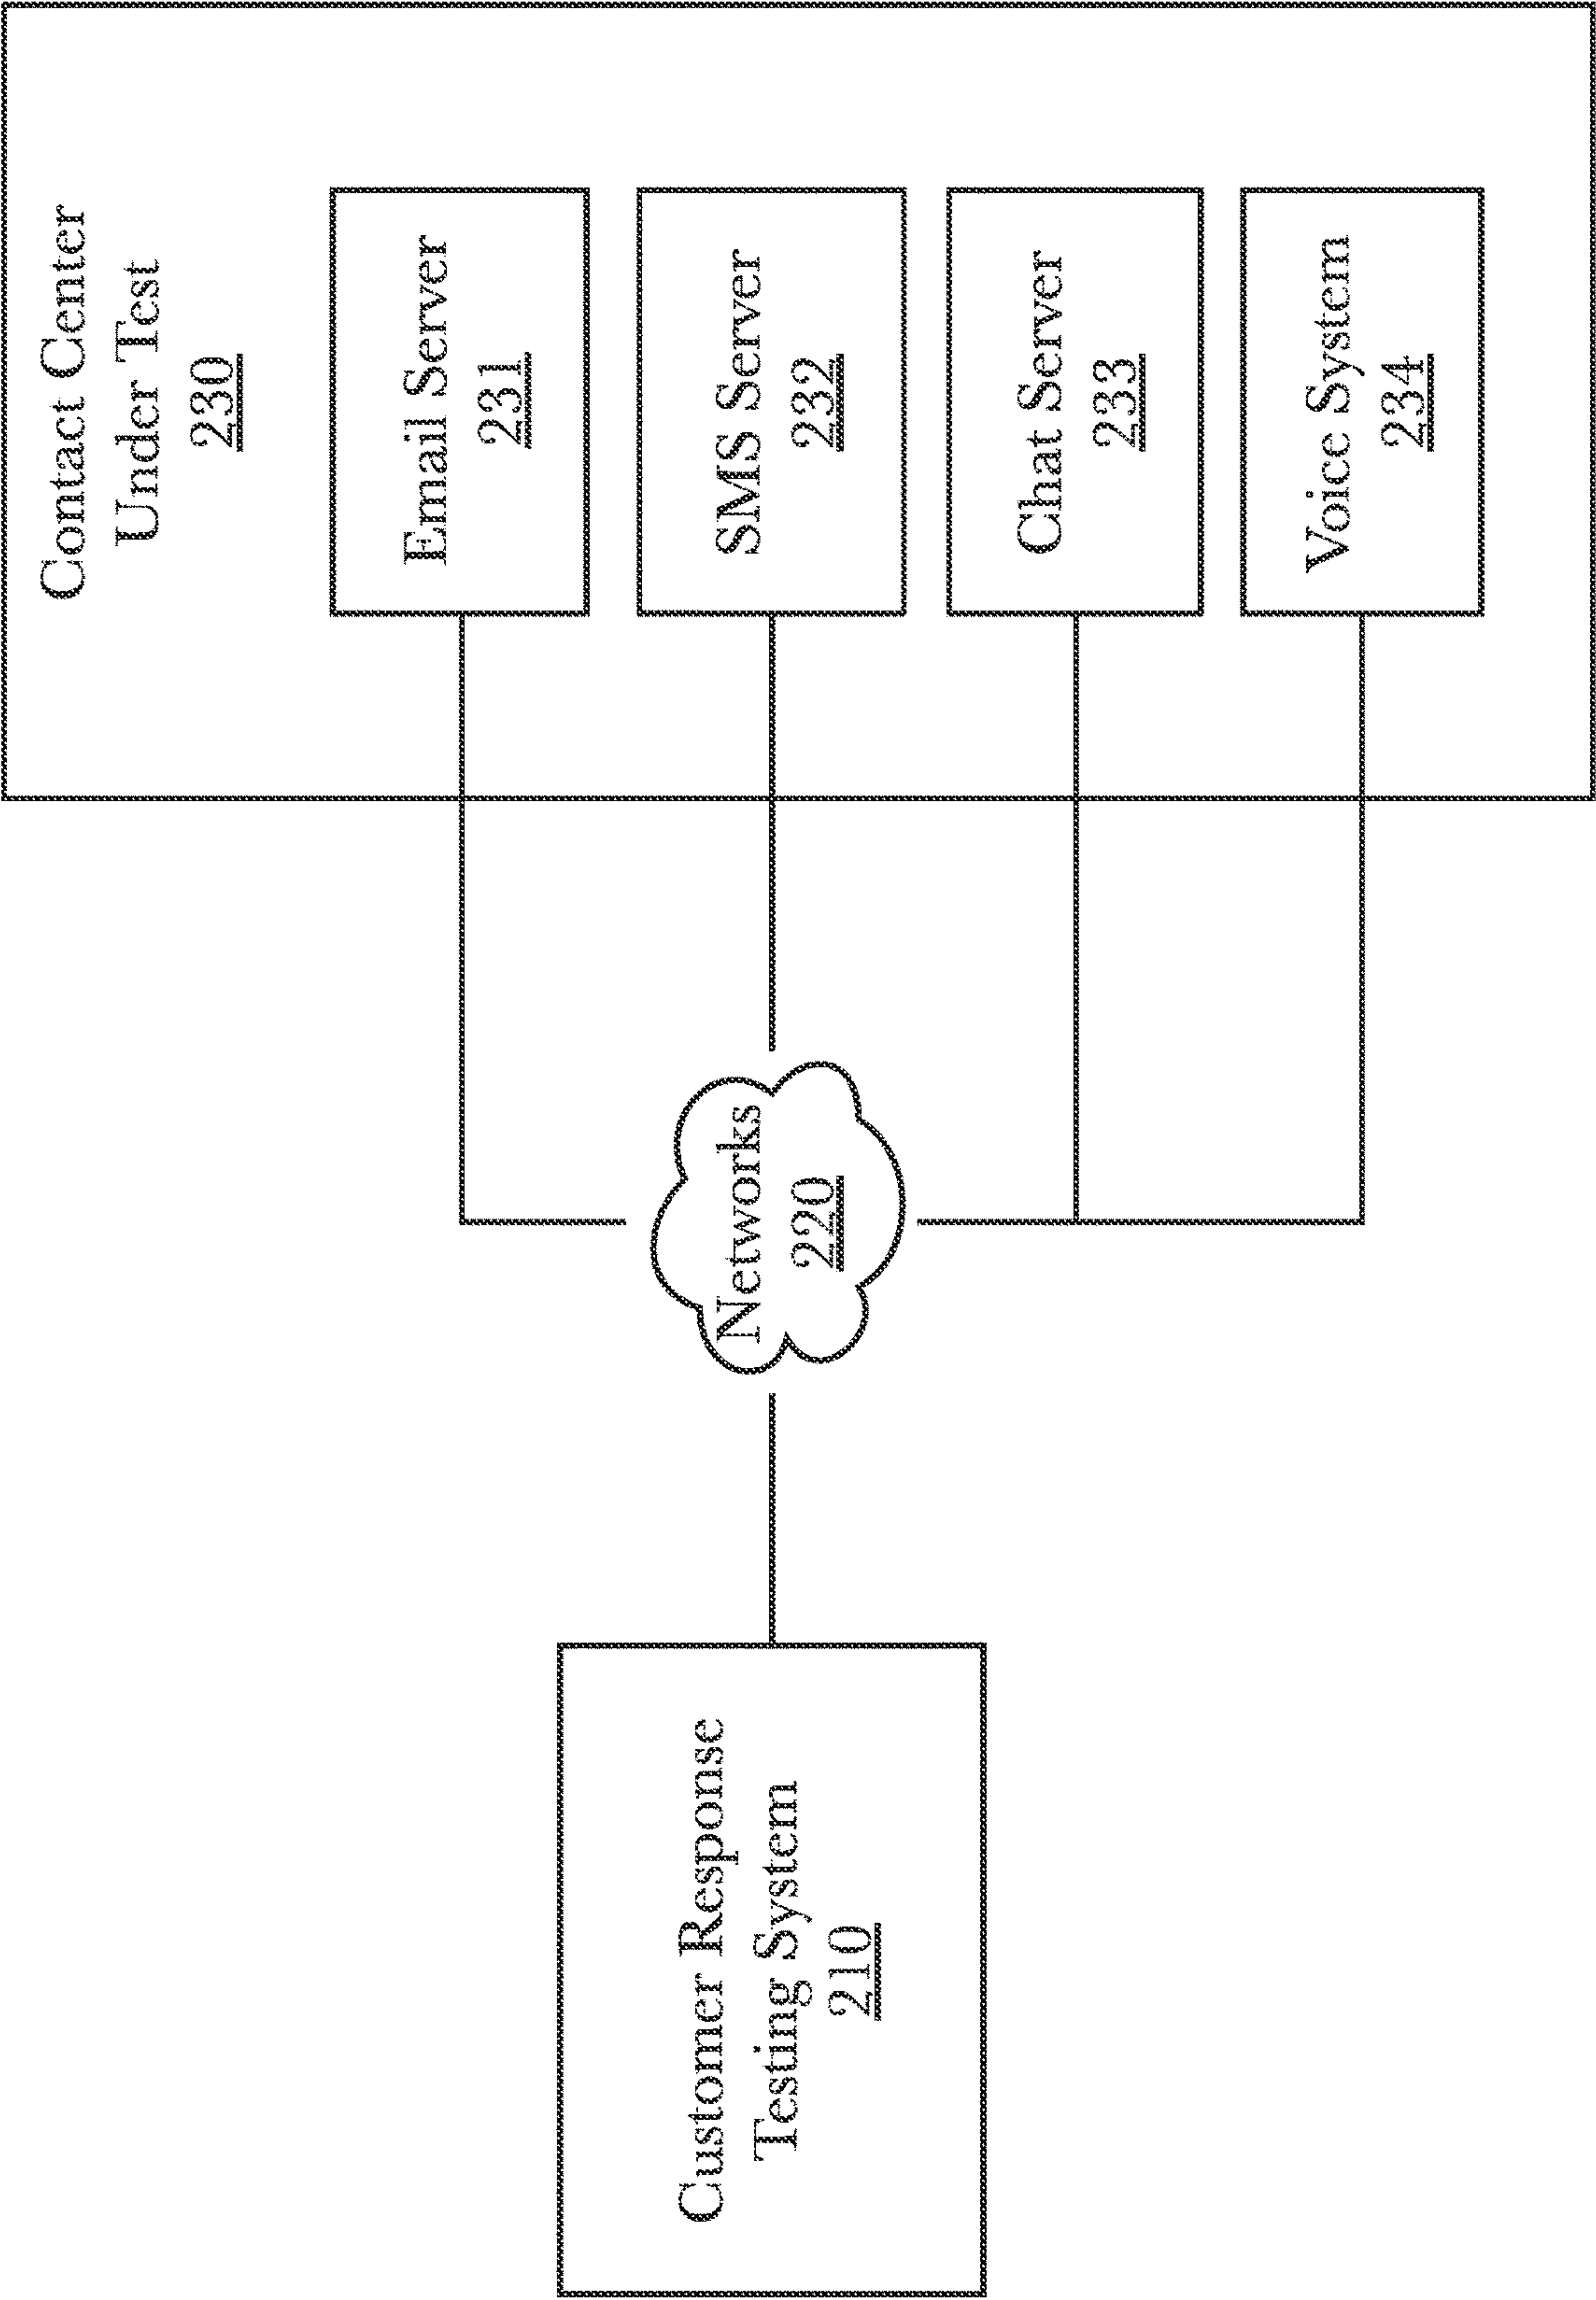 Contact Center
Under Test
230
Email Server
231
SMS Server
232
Chat Server
233
Voice System
234
Networks
220
Customer Response
Testing System
210